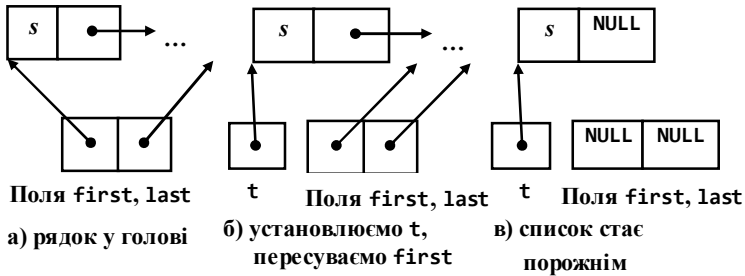 s ...
s ...
s NULL
NULL NULL
t t
Поля first, last Поля first, last Поля first, last
а) рядок у голові
б) установлюємо t,
пересуваємо first
в) список стає
порожнім